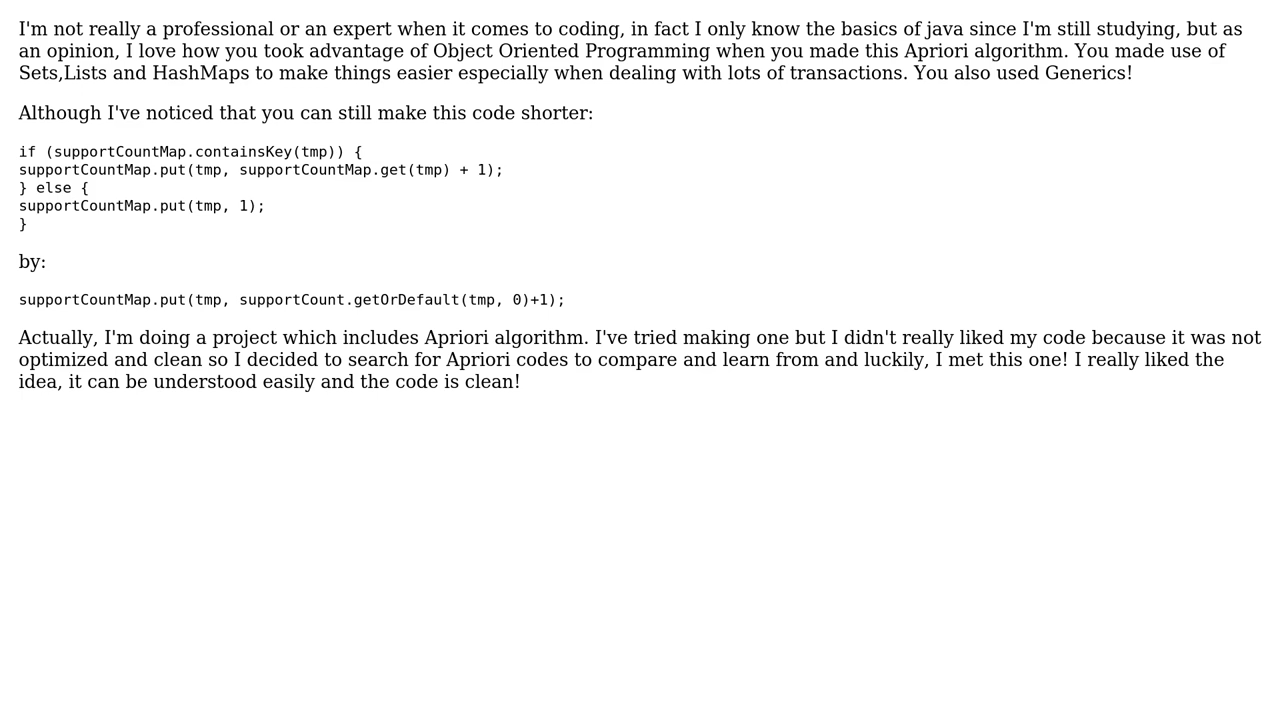 I'm not really a professional or an expert when it comes to coding, in fact I only know the basics of java since I'm still studying, but as
an opinion, I love how you took advantage of Object Oriented Programming when you made this Apriori algorithm. You made use of
Sets,Lists and HashMaps to make things easier especially when dealing with lots of transactions. You also used Generics!
Although I've noticed that you can still make this code shorter:
if (supportCountMap.containsKey(tmp)) {
supportCountMap.put(tmp, supportCountMap.get(tmp) + 1);
} else {
supportCountMap.put(tmp, 1);
}
by:
supportCountMap.put(tmp, supportCount.getOrDefault(tmp, 0)+1);
Actually, I'm doing a project which includes Apriori algorithm. I've tried making one but I didn't really liked my code because it was not
optimized and clean so I decided to search for Apriori codes to compare and learn from and luckily, I met this one! I really liked the
idea, it can be understood easily and the code is clean!